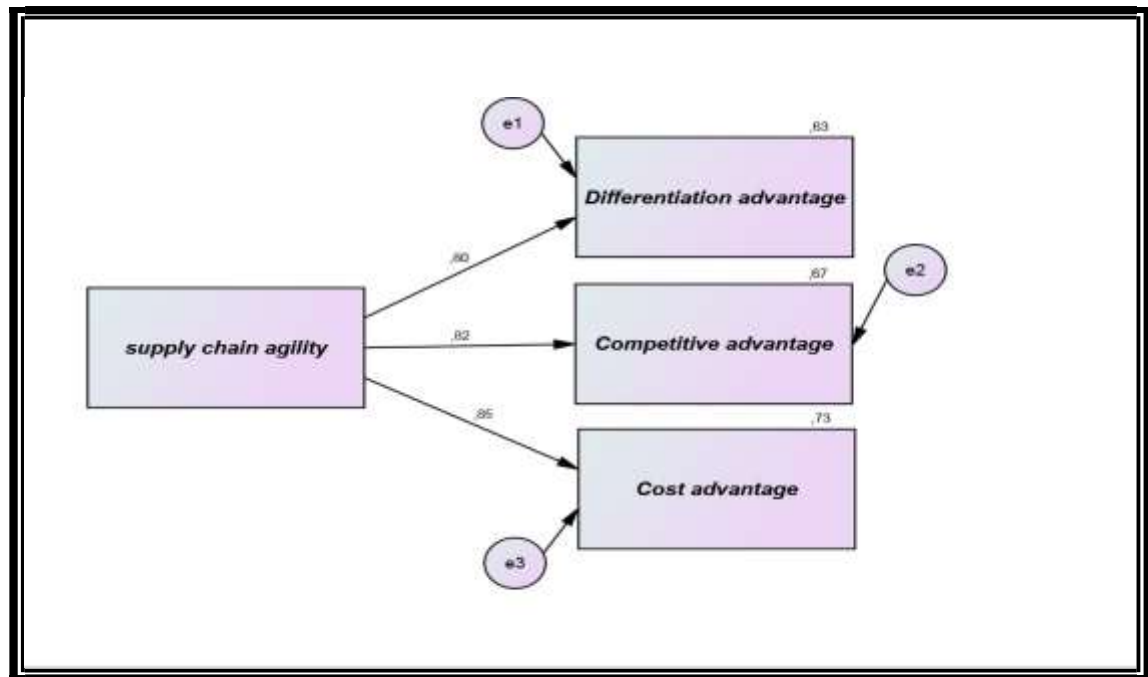 e1
,63
Differentiation advantage
,80
,67
e2
supply chain agility
,82
Competitive advantage
,85
,73
Cost advantage
e3